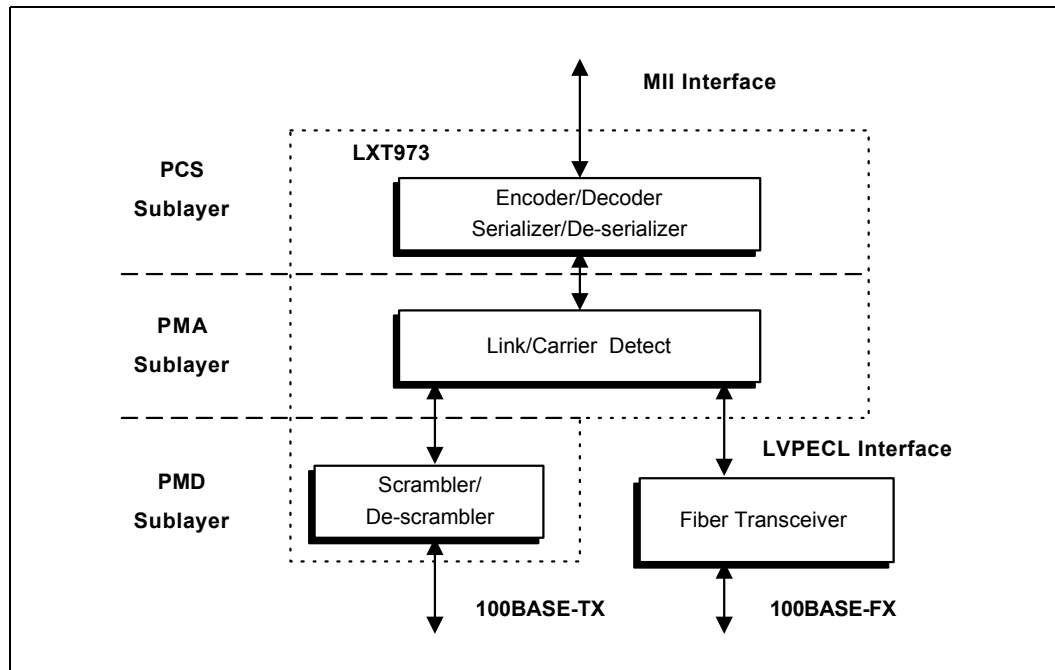 MII Interface
LXT973
PCS
Sublayer
Encoder/Decoder
Serializer/De-serializer
PMA
Sublayer
Link/Carrier Detect
LVPECL Interface
PMD
Sublayer
Scrambler/
De-scrambler
Fiber Transceiver
100BASE-TX
100BASE-FX